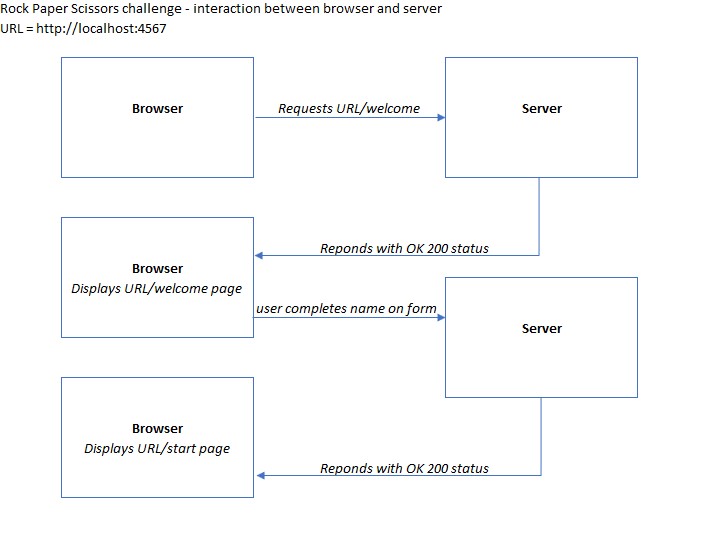 Rock Paper Scissors challenge - interaction between browser and server
URL = http://localhost:4567
Browser
Requests URL/welcome
Server
Reponds with OK 200 status
Browser
Displays URL/welcome page
user completes name on form
Server
Browser
Displays URL/start page
Reponds with OK 200 status